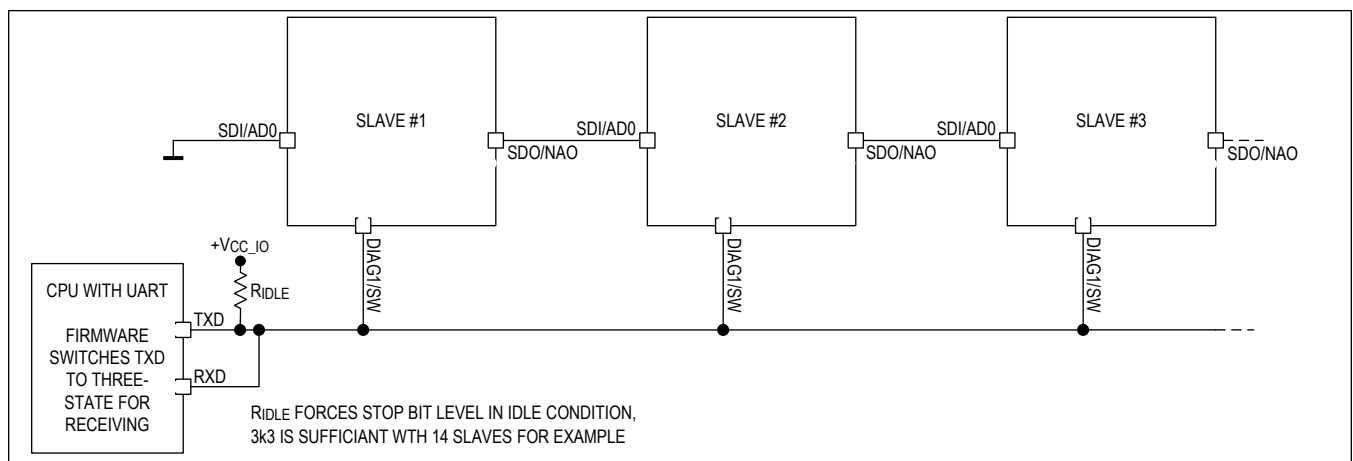 SLAVE #1
SLAVE #2
SLAVE #3
SDI/AD0
SDO/NAO
SDI/AD0
SDO/NAO
SDI/AD0
SDO/NAO
DIAG1/SW
DIAG1/SW
DIAG1/SW
+VCC_IO
RIDLE
CPU WITH UART
TXD
FIRMWARE
SWITCHES TXD
TO THREE-
STATE FOR
RECEIVING
RXD
RIDLE FORCES STOP BIT LEVEL IN IDLE CONDITION,
3k3 IS SUFFICIANT WTH 14 SLAVES FOR EXAMPLE